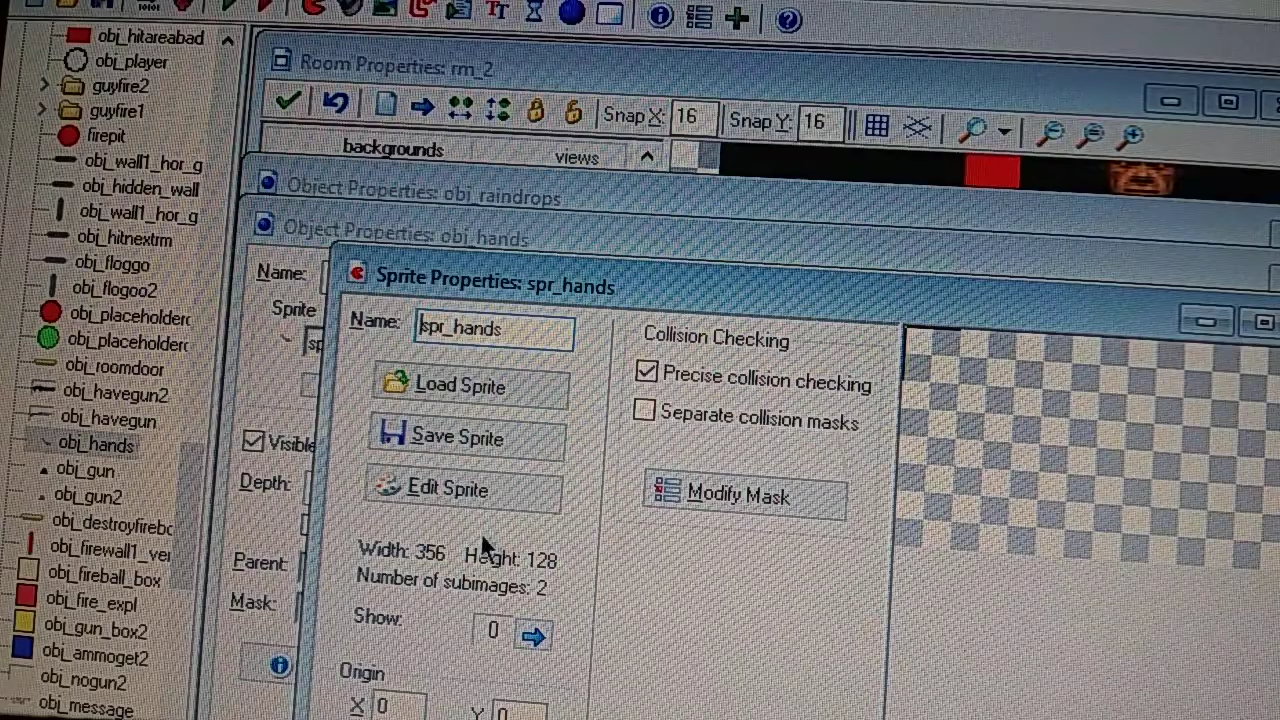 obj_hitareabad
obj_player
guyfire2
guyfire1
firepit
obj_wall1_hor_g
obj_hidden_wall
obj_wall1_hor_g
obj_hitnextrm
obj_floggo
obj_flogoo2
obj_placeholderc
obj_placeholderc
obj_roomdoor
obj_havegun2
obj_havegun
obj_hands
obj_gun
obj_gun2
obj_destroyfirebc
obj_firewall1_ver
obj_fireball_box
obj_fire_expl
obj_gun_box2
obj_ammoget2
obj_nogun2
obj_message
Room Properties: rm_2
Snap X: 16 Snap Y: 16
backgrounds views
Object Properties: obj_raindrops
Object Properties: obj_hands
Name:
Sprite
sp
Visible
Depth:
Parent:
Mask:
Sprite Properties: spr_hands
Name: spr_hands
Load Sprite
Save Sprite
Edit Sprite
Width: 356 Height: 128
Number of subimages: 2
Show: 0
Origin
X 0 Y 0
Collision Checking
Precise collision checking
Separate collision masks
Modify Mask